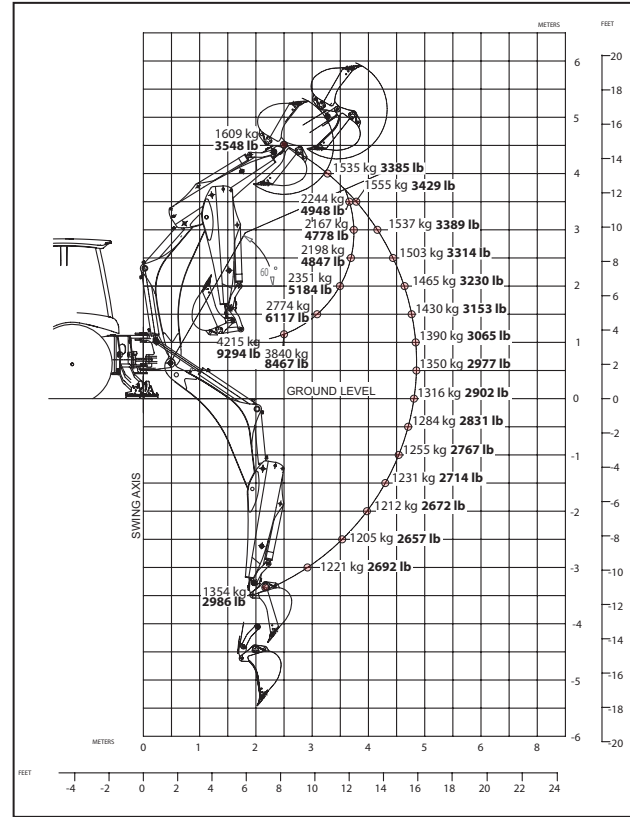 METERS
FEET
6
20
18
5
16
1609 kg
3548 lb
14
4
1535 kg 3385 lb
1555 kg 3429 lb
12
2244 kg
4948 lb
2167 kg
4778 lb
3
1537 kg 3389 lb
10
2198 kg
4847 lb
1503 kg 3314 lb
8
60°
2351 kg
5184 lb
2
1465 kg 3230 lb
6
2774 kg
6117 lb
1430 kg 3153 lb
4
4215 kg
9294 lb
3840 kg
8467 lb
1
1390 kg 3065 lb
2
1350 kg 2977 lb
GROUND LEVEL
0
0
1316 kg 2902 lb
1284 kg 2831 lb
-2
-1
1255 kg 2767 lb
-4
1231 kg 2714 lb
SWING AXIS
-2
1212 kg 2672 lb
-6
1205 kg 2657 lb
-8
-3
1221 kg 2692 lb
-10
1354 kg
2986 lb
-12
-4
-14
-5
-16
-18
-6
-20
METERS
0 1 2 3 4 5 6 7 8
FEET
-4 -2 0 2 4 6 8 10 12 14 16 18 20 22 24